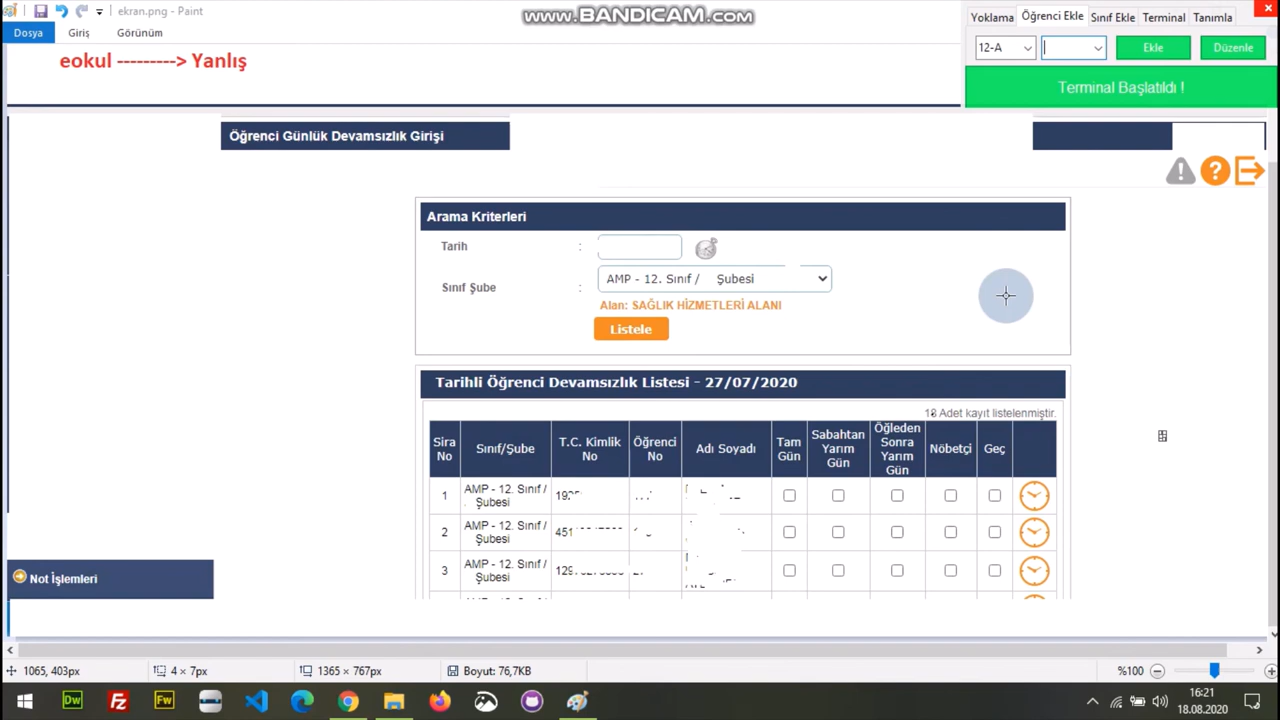 ekran.png - Paint
www.BANDICAM.com
Yoklama Öğrenci Ekle Sınıf Ekle Terminal Tanımla
Dosya Giriş Görünüm
12-A Ekle Düzenle
eokul ---------> Yanlış
Terminal Başlatıldı !
Öğrenci Günlük Devamsızlık Girişi
Arama Kriterleri
Tarih :
Sınıf Şube : AMP - 12. Sınıf / Şubesi
Alan: SAĞLIK HİZMETLERİ ALANI
Listele
Tarihli Öğrenci Devamsızlık Listesi - 27/07/2020
18 Adet kayıt listelenmiştir.
Sıra No Sınıf/Şube T.C. Kimlik No Öğrenci No Adı Soyadı Tam Gün Sabahtan Yarım Gün Öğleden Sonra Yarım Gün Nöbetçi Geç
1 AMP - 12. Sınıf / Şubesi
2 AMP - 12. Sınıf / Şubesi
3 AMP - 12. Sınıf / Şubesi
Not İşlemleri
1065, 403px 4 × 7px 1365 × 767px Boyut: 76,7KB %100
16:21
18.08.2020